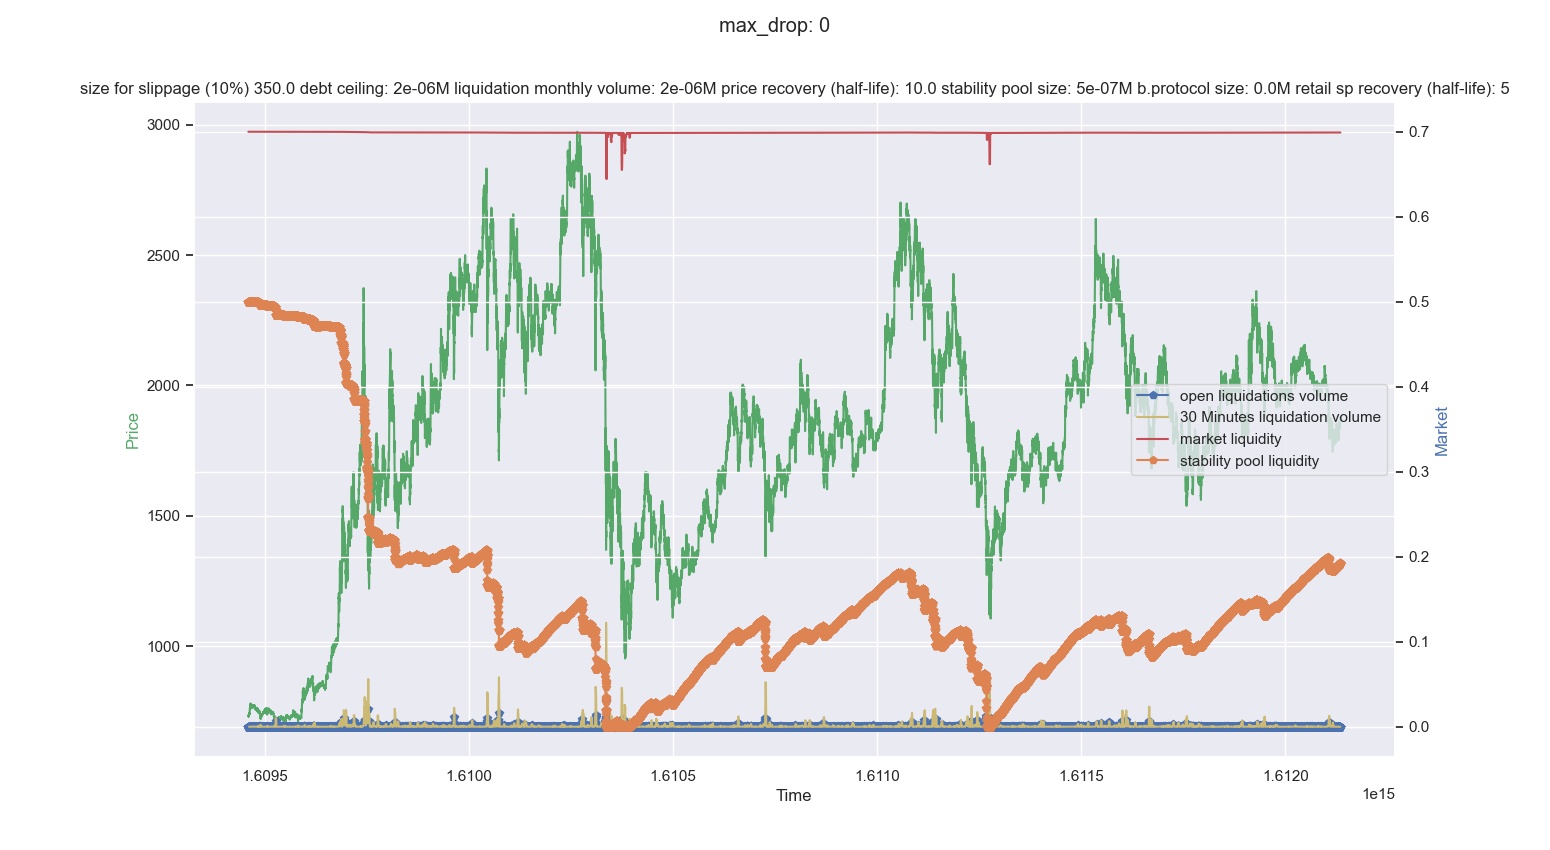 max_drop: 0
size for slippage (10%) 350.0 debt ceiling: 2e-06M liquidation monthly volume: 2e-06M price recovery (half-life): 10.0 stability pool size: 5e-07M b.protocol size: 0.0M retail sp recovery (half-life): 5
3000
2500
2000
1500
1000
Price
0.7
0.6
0.5
0.4
0.3
0.2
0.1
0.0
Market
open liquidations volume
30 Minutes liquidation volume
market liquidity
stability pool liquidity
1.6095 1.6100 1.6105 1.6110 1.6115 1.6120
Time
1e15